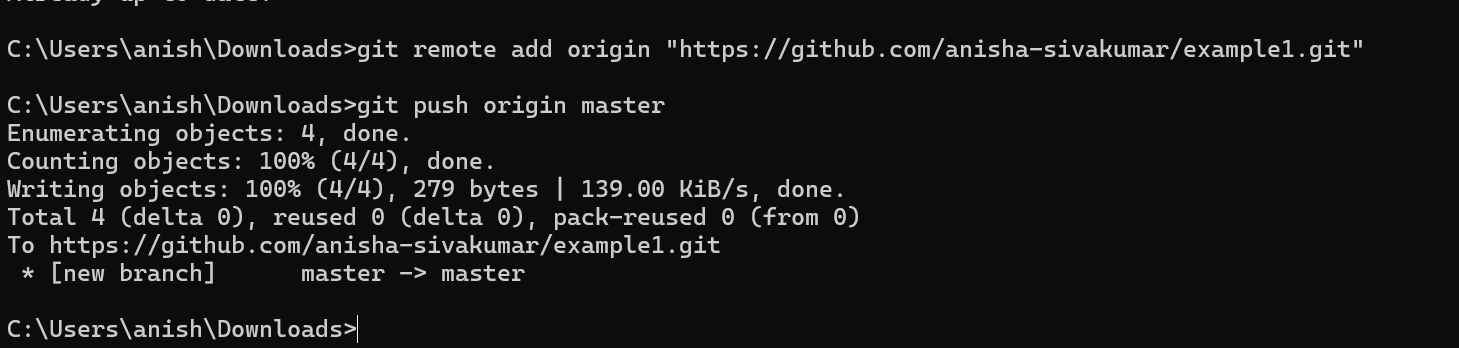 C:\Users\anish\Downloads>git remote add origin "https://github.com/anisha-sivakumar/example1.git"
C:\Users\anish\Downloads>git push origin master
Enumerating objects: 4, done.
Counting objects: 100% (4/4), done.
Writing objects: 100% (4/4), 279 bytes | 139.00 KiB/s, done.
Total 4 (delta 0), reused 0 (delta 0), pack-reused 0 (from 0)
To https://github.com/anisha-sivakumar/example1.git
 * [new branch]      master -> master
C:\Users\anish\Downloads>